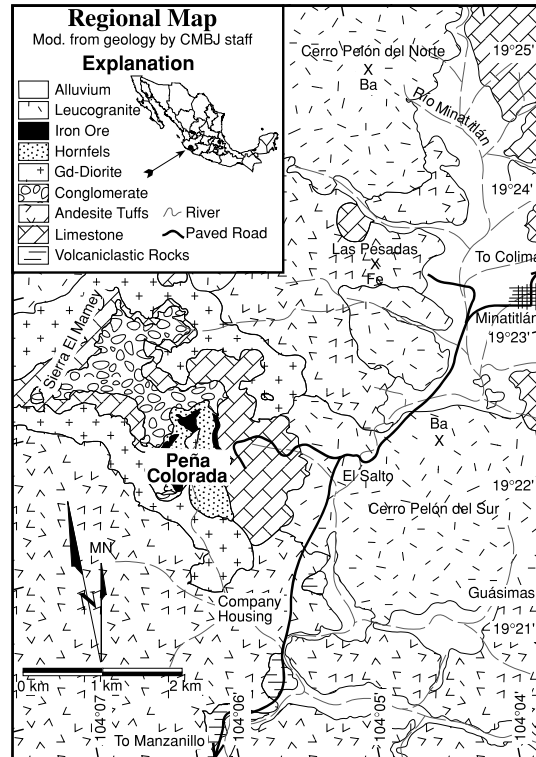 Regional Map
Mod. from geology by CMBJ staff
Explanation
Alluvium
Leucogranite
Iron Ore
Hornfels
Gd-Diorite
Conglomerate
Andesite Tuffs
Limestone
Volcaniclastic Rocks
River
Paved Road
Cerro Pelón del Norte
X
Ba
19°25'
Río Minatitlán
19°24'
Las Pesadas
X
Fe
To Colima
Minatitlán
19°23'
Sierra El Mamey
Ba
X
Peña
Colorada
El Salto
19°22'
Cerro Pelón del Sur
MN
N
Company
Housing
Guásimas
19°21'
0 km 1 km 2 km
104°07' 104°06' 104°05' 104°04'
To Manzanillo